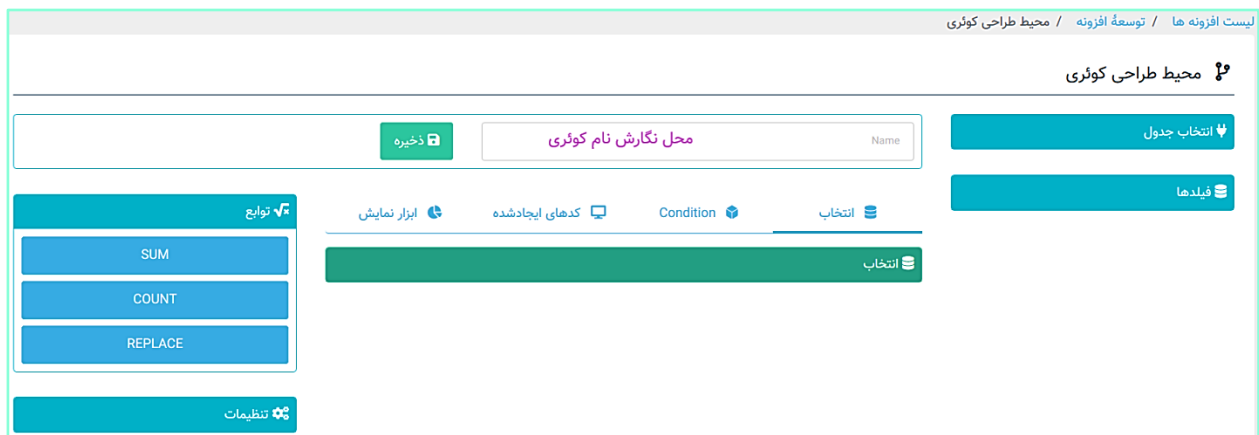 لیست افزونه ها / توسعهٔ افزونه / محیط طراحی کوئری
محیط طراحی کوئری
انتخاب جدول
Name
محل نگارش نام کوئری
ذخیره
فیلدها
انتخاب
Condition
کدهای ایجادشده
ابزار نمایش
انتخاب
توابع
SUM
COUNT
REPLACE
تنظیمات